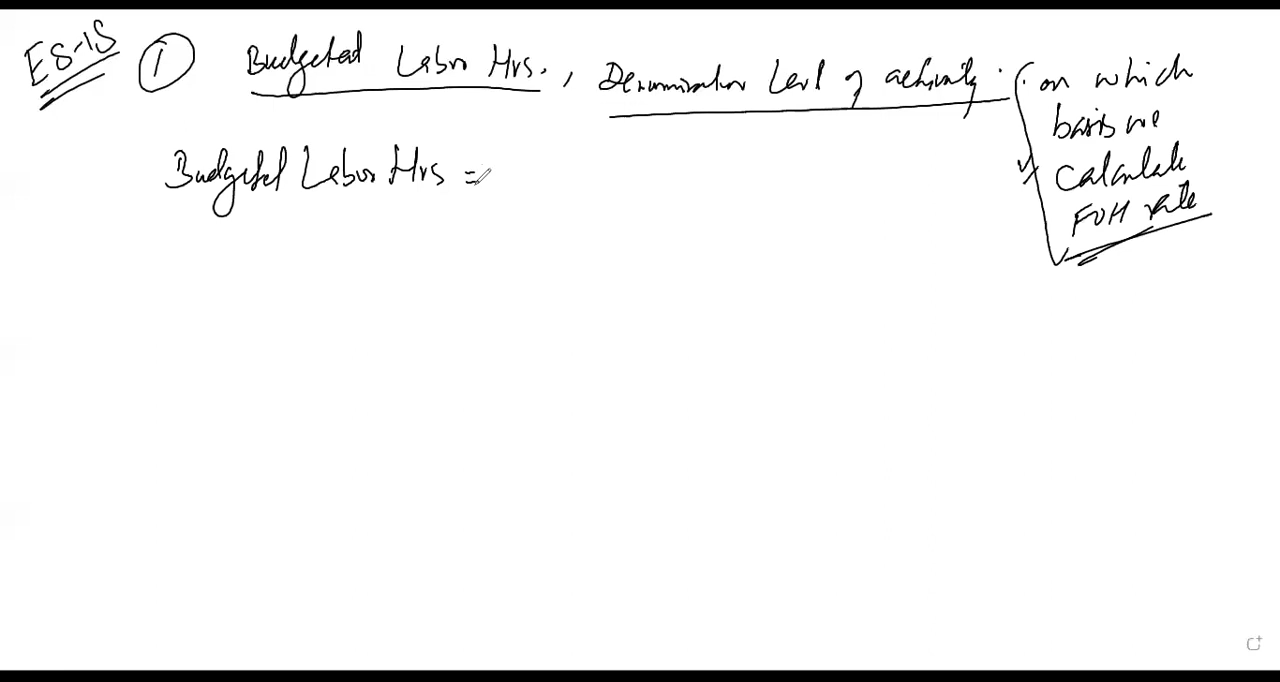 E8-15 ① Budgeted Labor Hrs., Denominator Level of activity. (on which
basis we
calculate
FOH rate
Budgeted Labor Hrs =